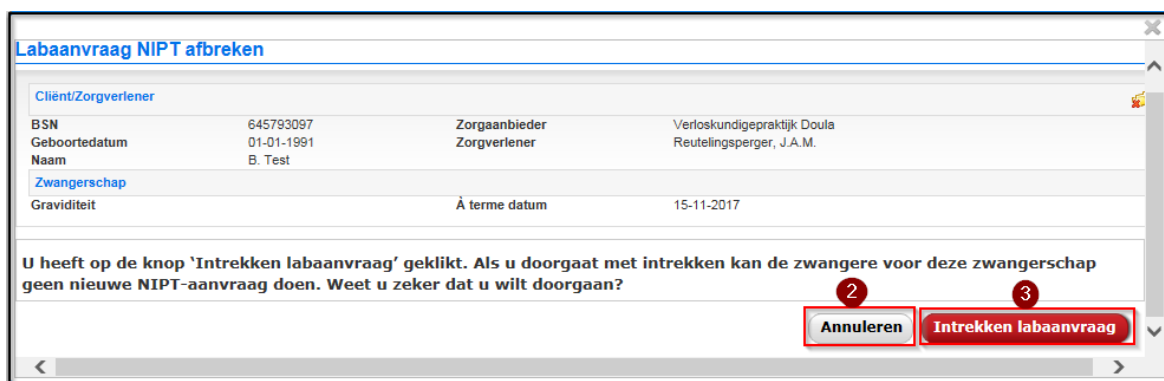 Labaanvraag NIPT afbreken
Cliënt/Zorgverlener
BSN 645793097 Zorgaanbieder Verloskundigepraktijk Doula
Geboortedatum 01-01-1991 Zorgverlener Reutelingsperger, J.A.M.
Naam B. Test
Zwangerschap
Graviditeit À terme datum 15-11-2017
U heeft op de knop ‘Intrekken labaanvraag’ geklikt. Als u doorgaat met intrekken kan de zwangere voor deze zwangerschap
geen nieuwe NIPT-aanvraag doen. Weet u zeker dat u wilt doorgaan?
2 3
Annuleren Intrekken labaanvraag